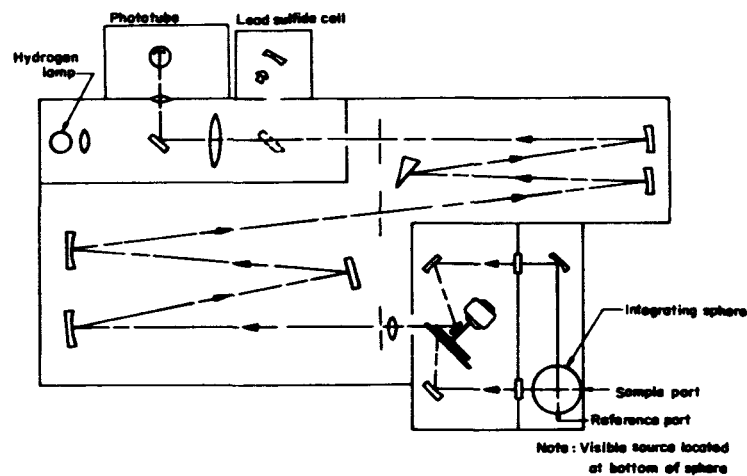 Phototube
Lead sulfide cell
Hydrogen
lamp
Integrating sphere
Sample port
Reference port
Note: Visible source located
at bottom of sphere